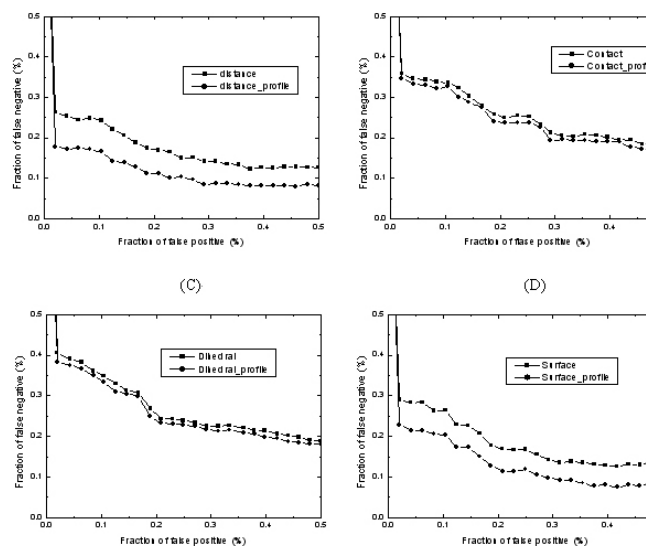 0.5
0.4
0.3
0.2
0.1
0.0
Fraction of false negative (%)
distance
distance_profile
0.0 0.1 0.2 0.3 0.4 0.5
Fraction of false positive (%)
0.5
0.4
0.3
0.2
0.1
0.0
Fraction of false negative (%)
Contact
Contact_prof
0.0 0.1 0.2 0.3 0.4
Fraction of false positive (%)
(C)
(D)
0.5
0.4
0.3
0.2
0.1
0.0
Fraction of false negative (%)
Dihedral
Dihedral_profile
0.0 0.1 0.2 0.3 0.4 0.5
Fraction of false positive (%)
0.5
0.4
0.3
0.2
0.1
0.0
Fraction of false negative (%)
Surface
Surface_profile
0.0 0.1 0.2 0.3 0.4
Fraction of false positive (%)